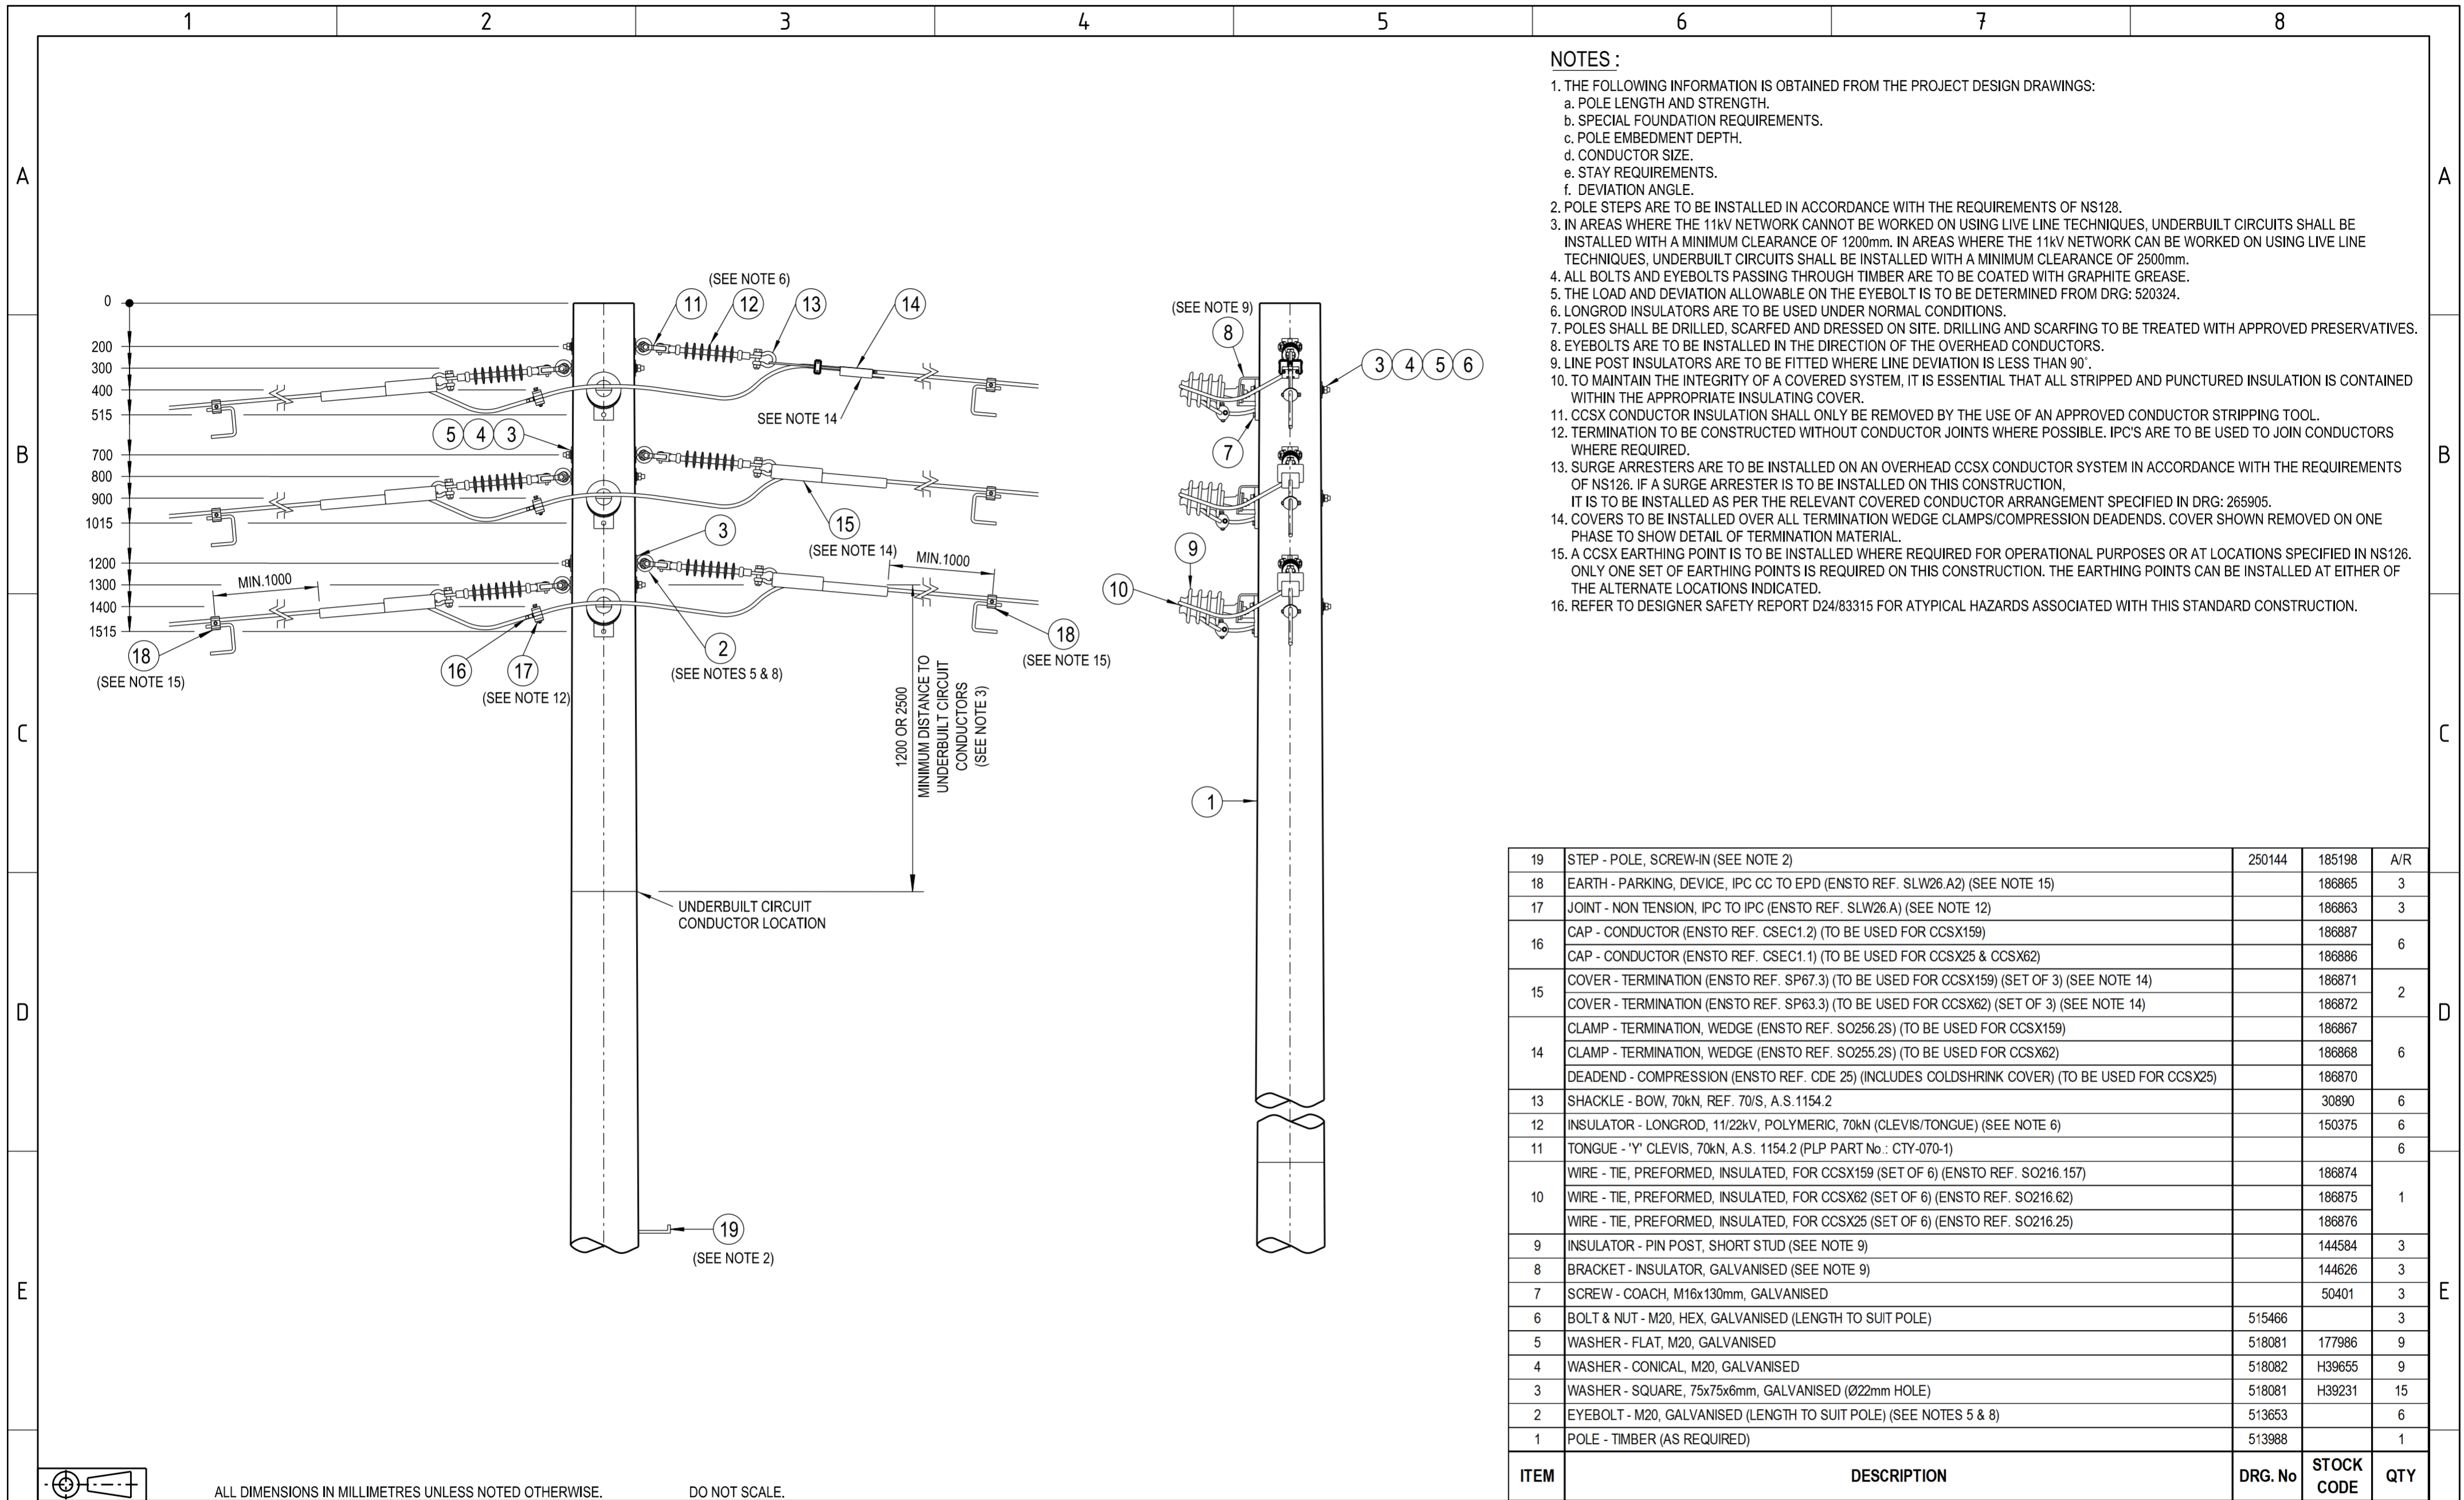 1 2 3 4 5 6 7 8
A
B
C
D
E
A
B
C
D
E
NOTES :
1. THE FOLLOWING INFORMATION IS OBTAINED FROM THE PROJECT DESIGN DRAWINGS:
a. POLE LENGTH AND STRENGTH.
b. SPECIAL FOUNDATION REQUIREMENTS.
c. POLE EMBEDMENT DEPTH.
d. CONDUCTOR SIZE.
e. STAY REQUIREMENTS.
f. DEVIATION ANGLE.
2. POLE STEPS ARE TO BE INSTALLED IN ACCORDANCE WITH THE REQUIREMENTS OF NS128.
3. IN AREAS WHERE THE 11kV NETWORK CANNOT BE WORKED ON USING LIVE LINE TECHNIQUES, UNDERBUILT CIRCUITS SHALL BE
INSTALLED WITH A MINIMUM CLEARANCE OF 1200mm. IN AREAS WHERE THE 11kV NETWORK CAN BE WORKED ON USING LIVE LINE
TECHNIQUES, UNDERBUILT CIRCUITS SHALL BE INSTALLED WITH A MINIMUM CLEARANCE OF 2500mm.
4. ALL BOLTS AND EYEBOLTS PASSING THROUGH TIMBER ARE TO BE COATED WITH GRAPHITE GREASE.
5. THE LOAD AND DEVIATION ALLOWABLE ON THE EYEBOLT IS TO BE DETERMINED FROM DRG: 520324.
6. LONGROD INSULATORS ARE TO BE USED UNDER NORMAL CONDITIONS.
7. POLES SHALL BE DRILLED, SCARFED AND DRESSED ON SITE. DRILLING AND SCARFING TO BE TREATED WITH APPROVED PRESERVATIVES.
8. EYEBOLTS ARE TO BE INSTALLED IN THE DIRECTION OF THE OVERHEAD CONDUCTORS.
9. LINE POST INSULATORS ARE TO BE FITTED WHERE LINE DEVIATION IS LESS THAN 90°.
10. TO MAINTAIN THE INTEGRITY OF A COVERED SYSTEM, IT IS ESSENTIAL THAT ALL STRIPPED AND PUNCTURED INSULATION IS CONTAINED
WITHIN THE APPROPRIATE INSULATING COVER.
11. CCSX CONDUCTOR INSULATION SHALL ONLY BE REMOVED BY THE USE OF AN APPROVED CONDUCTOR STRIPPING TOOL.
12. TERMINATION TO BE CONSTRUCTED WITHOUT CONDUCTOR JOINTS WHERE POSSIBLE. IPC'S ARE TO BE USED TO JOIN CONDUCTORS
WHERE REQUIRED.
13. SURGE ARRESTERS ARE TO BE INSTALLED ON AN OVERHEAD CCSX CONDUCTOR SYSTEM IN ACCORDANCE WITH THE REQUIREMENTS
OF NS126. IF A SURGE ARRESTER IS TO BE INSTALLED ON THIS CONSTRUCTION,
IT IS TO BE INSTALLED AS PER THE RELEVANT COVERED CONDUCTOR ARRANGEMENT SPECIFIED IN DRG: 265905.
14. COVERS TO BE INSTALLED OVER ALL TERMINATION WEDGE CLAMPS/COMPRESSION DEADENDS. COVER SHOWN REMOVED ON ONE
PHASE TO SHOW DETAIL OF TERMINATION MATERIAL.
15. A CCSX EARTHING POINT IS TO BE INSTALLED WHERE REQUIRED FOR OPERATIONAL PURPOSES OR AT LOCATIONS SPECIFIED IN NS126.
ONLY ONE SET OF EARTHING POINTS IS REQUIRED ON THIS CONSTRUCTION. THE EARTHING POINTS CAN BE INSTALLED AT EITHER OF
THE ALTERNATE LOCATIONS INDICATED.
16. REFER TO DESIGNER SAFETY REPORT D24/83315 FOR ATYPICAL HAZARDS ASSOCIATED WITH THIS STANDARD CONSTRUCTION.
0
200
300
400
515
700
800
900
1015
1200
1300
1400
1515
(SEE NOTE 6)
11 12 13 14
SEE NOTE 14
5 4 3
15
(SEE NOTE 14)
3
MIN.1000
MIN.1000
18
(SEE NOTE 15)
16 17
(SEE NOTE 12)
2
(SEE NOTES 5 & 8)
18
(SEE NOTE 15)
1200 OR 2500
MINIMUM DISTANCE TO
UNDERBUILT CIRCUIT
CONDUCTORS
(SEE NOTE 3)
UNDERBUILT CIRCUIT
CONDUCTOR LOCATION
19
(SEE NOTE 2)
(SEE NOTE 9)
8
3 4 5 6
7
9
10
1
19 STEP - POLE, SCREW-IN (SEE NOTE 2) 250144 185198 A/R
18 EARTH - PARKING, DEVICE, IPC CC TO EPD (ENSTO REF. SLW26.A2) (SEE NOTE 15) 186865 3
17 JOINT - NON TENSION, IPC TO IPC (ENSTO REF. SLW26.A) (SEE NOTE 12) 186863 3
16 CAP - CONDUCTOR (ENSTO REF. CSEC1.2) (TO BE USED FOR CCSX159) 186887 6
CAP - CONDUCTOR (ENSTO REF. CSEC1.1) (TO BE USED FOR CCSX25 & CCSX62) 186886
15 COVER - TERMINATION (ENSTO REF. SP67.3) (TO BE USED FOR CCSX159) (SET OF 3) (SEE NOTE 14) 186871 2
COVER - TERMINATION (ENSTO REF. SP63.3) (TO BE USED FOR CCSX62) (SET OF 3) (SEE NOTE 14) 186872
CLAMP - TERMINATION, WEDGE (ENSTO REF. SO256.2S) (TO BE USED FOR CCSX159) 186867
14 CLAMP - TERMINATION, WEDGE (ENSTO REF. SO255.2S) (TO BE USED FOR CCSX62) 186868 6
DEADEND - COMPRESSION (ENSTO REF. CDE 25) (INCLUDES COLDSHRINK COVER) (TO BE USED FOR CCSX25) 186870
13 SHACKLE - BOW, 70kN, REF. 70/S, A.S.1154.2 30890 6
12 INSULATOR - LONGROD, 11/22kV, POLYMERIC, 70kN (CLEVIS/TONGUE) (SEE NOTE 6) 150375 6
11 TONGUE - 'Y' CLEVIS, 70kN, A.S. 1154.2 (PLP PART No.: CTY-070-1) 6
WIRE - TIE, PREFORMED, INSULATED, FOR CCSX159 (SET OF 6) (ENSTO REF. SO216.157) 186874
10 WIRE - TIE, PREFORMED, INSULATED, FOR CCSX62 (SET OF 6) (ENSTO REF. SO216.62) 186875 1
WIRE - TIE, PREFORMED, INSULATED, FOR CCSX25 (SET OF 6) (ENSTO REF. SO216.25) 186876
9 INSULATOR - PIN POST, SHORT STUD (SEE NOTE 9) 144584 3
8 BRACKET - INSULATOR, GALVANISED (SEE NOTE 9) 144626 3
7 SCREW - COACH, M16x130mm, GALVANISED 50401 3
6 BOLT & NUT - M20, HEX, GALVANISED (LENGTH TO SUIT POLE) 515466 3
5 WASHER - FLAT, M20, GALVANISED 518081 177986 9
4 WASHER - CONICAL, M20, GALVANISED 518082 H39655 9
3 WASHER - SQUARE, 75x75x6mm, GALVANISED (Ø22mm HOLE) 518081 H39231 15
2 EYEBOLT - M20, GALVANISED (LENGTH TO SUIT POLE) (SEE NOTES 5 & 8) 513653 6
1 POLE - TIMBER (AS REQUIRED) 513988 1
ITEM DESCRIPTION DRG. No STOCK CODE QTY
ALL DIMENSIONS IN MILLIMETRES UNLESS NOTED OTHERWISE. DO NOT SCALE.